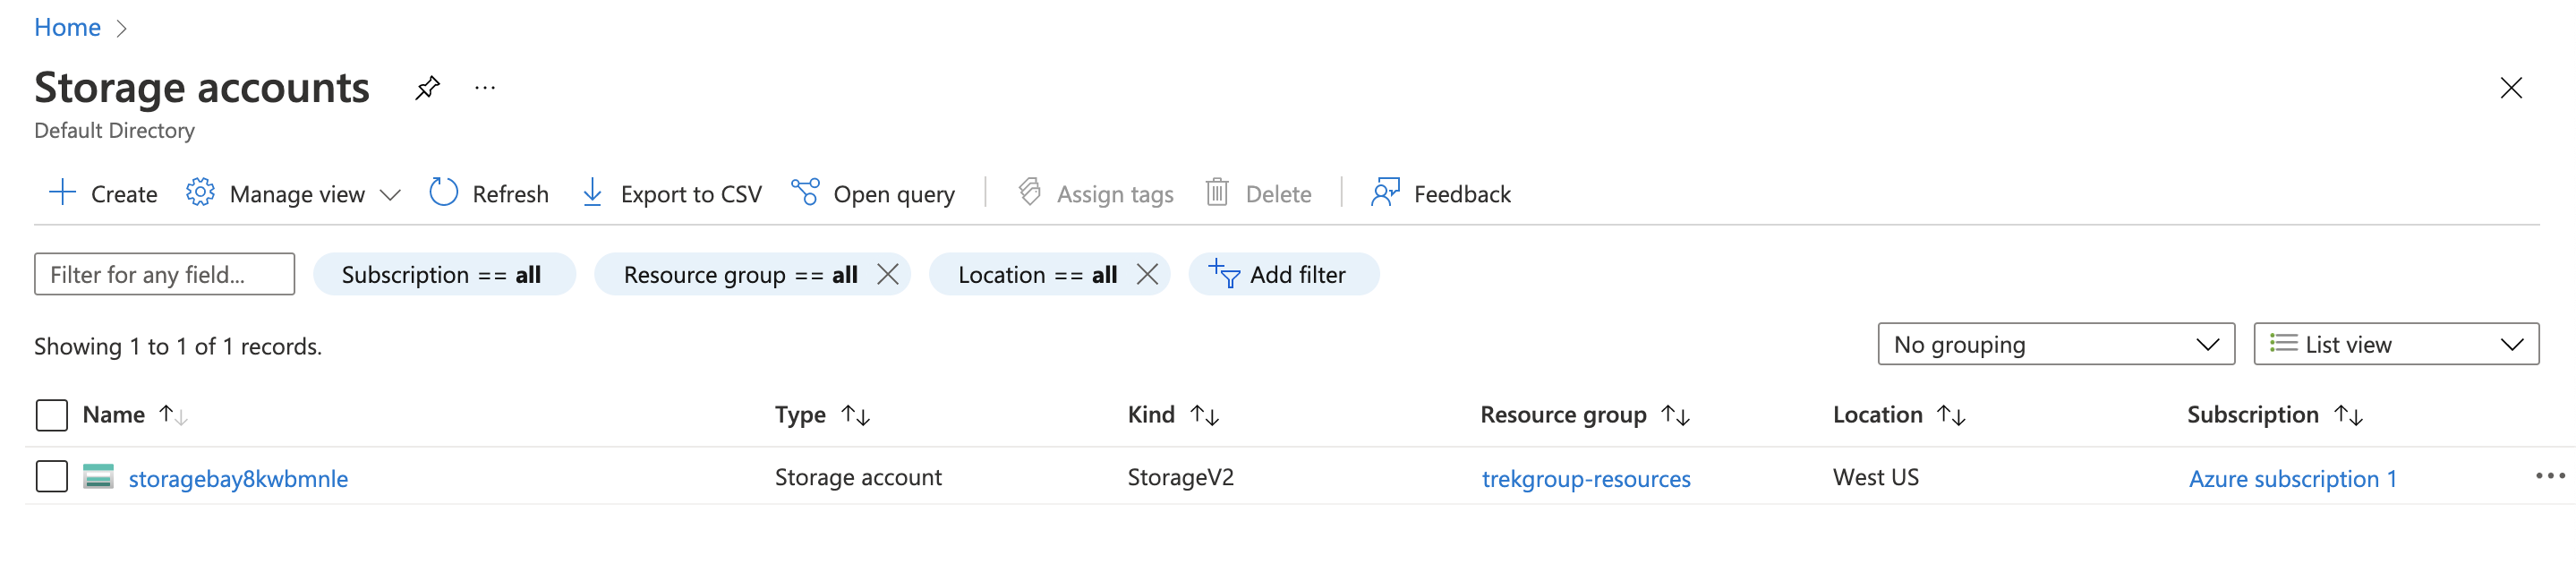 Home
Storage accounts
Default Directory
Create Manage view Refresh Export to CSV Open query Assign tags Delete Feedback
Filter for any field... Subscription == all Resource group == all Location == all Add filter
Showing 1 to 1 of 1 records. No grouping List view
Name Type Kind Resource group Location Subscription
storagebay8kwbmnle Storage account StorageV2 trekgroup-resources West US Azure subscription 1